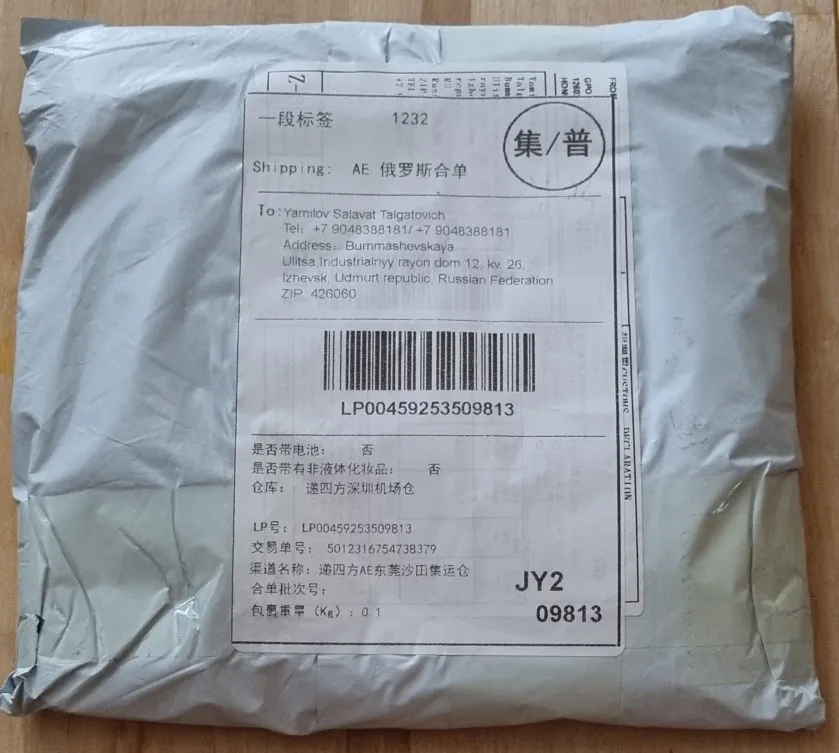 Z-
FROM
GPO
HONG
一段标签 1232
集/普
Shipping: AE 俄罗斯合单
To:Yamilov Salavat Talgatovich
Tel: +7 9048388181/ +7 9048388181
Address: Bummashevskaya
Ulitsa,Industrialnyy rayon dom 12, kv. 26,
Izhevsk, Udmurt republic, Russian Federation
ZIP 426060
LP00459253509813
CUSTOMS DECLARATION
是否带电池: 否
是否带有非液体化妆品: 否
仓库: 递四方深圳机场仓
LP号: LP00459253509813
交易单号: 5012316754738379
渠道名称: 递四方AE东莞沙田集运仓
合单批次号:
包裹重量 (Kg) : 0.1
JY2
09813